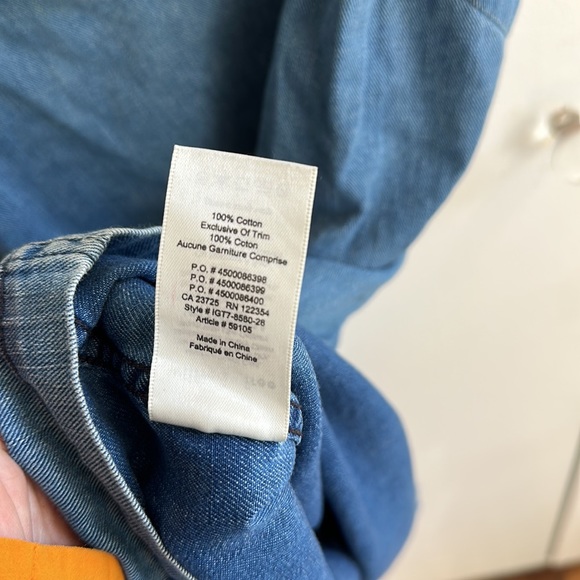 100% Cotton
Exclusive Of Trim
100% Coton
Aucune Garniture Comprise
P.O. # 4500086398
P.O. # 4500086399
P.O. # 4500086400
CA 23725 RN 122354
Style # IGT7-8580-28
Article # 59105
Made in China
Fabriqué en Chine